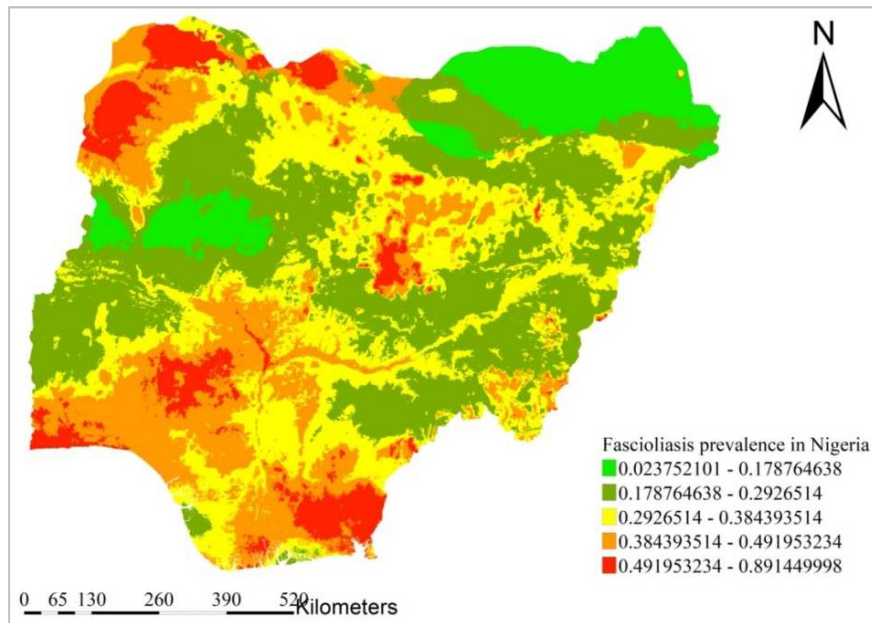 N
Fascioliasis prevalence in Nigeria
0.023752101 - 0.178764638
0.178764638 - 0.2926514
0.2926514 - 0.384393514
0.384393514 - 0.491953234
0.491953234 - 0.891449998
0 65 130 260 390 520
Kilometers